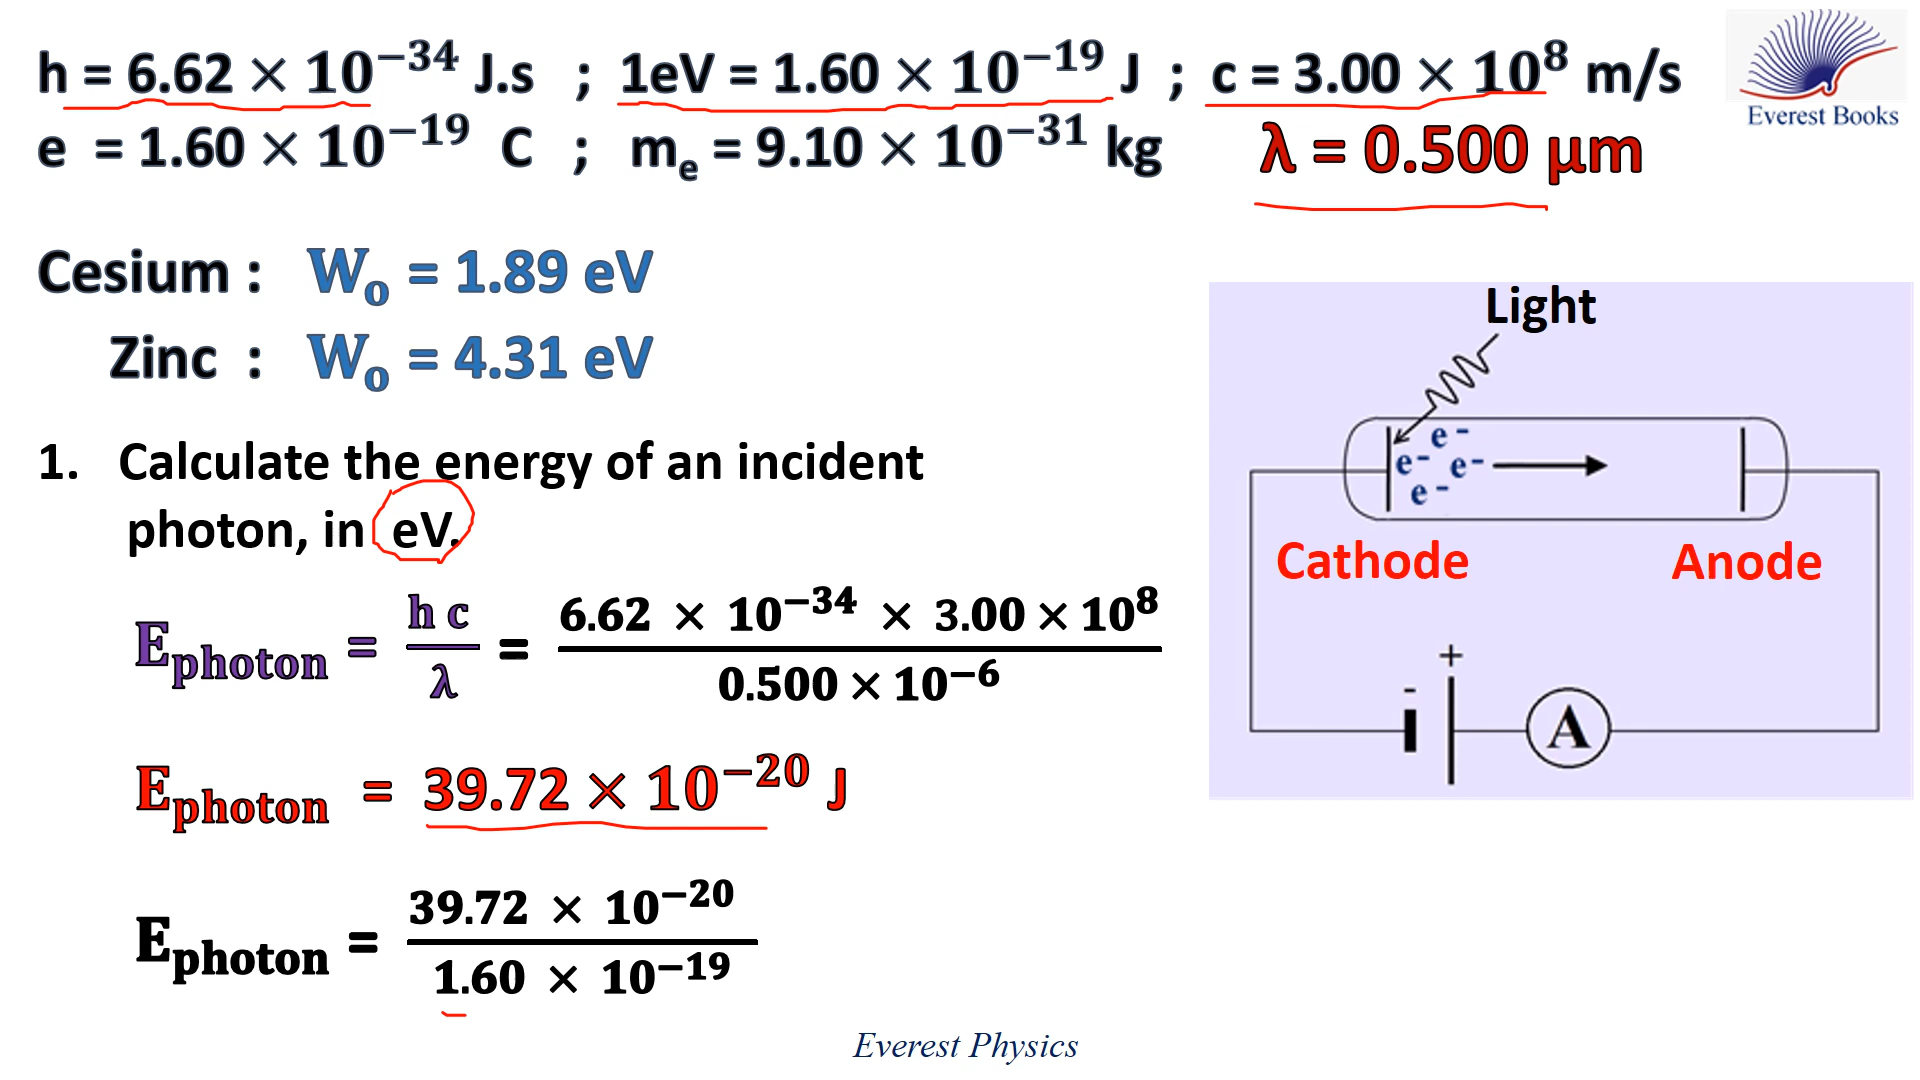 h = 6.62 × 10⁻³⁴ J.s ; 1eV = 1.60 × 10⁻¹⁹ J ; c = 3.00 × 10⁸ m/s
e = 1.60 × 10⁻¹⁹ C ; mₑ = 9.10 × 10⁻³¹ kg λ = 0.500 μm
Everest Books
Cesium : W₀ = 1.89 eV
Zinc : W₀ = 4.31 eV
1. Calculate the energy of an incident
photon, in eV.
E_photon = h c / λ = 6.62 × 10⁻³⁴ × 3.00 × 10⁸ / 0.500 × 10⁻⁶
E_photon = 39.72 × 10⁻²⁰ J
E_photon = 39.72 × 10⁻²⁰ / 1.60 × 10⁻¹⁹
Light
e⁻
e⁻ e⁻
e⁻
Cathode Anode
- +
A
Everest Physics